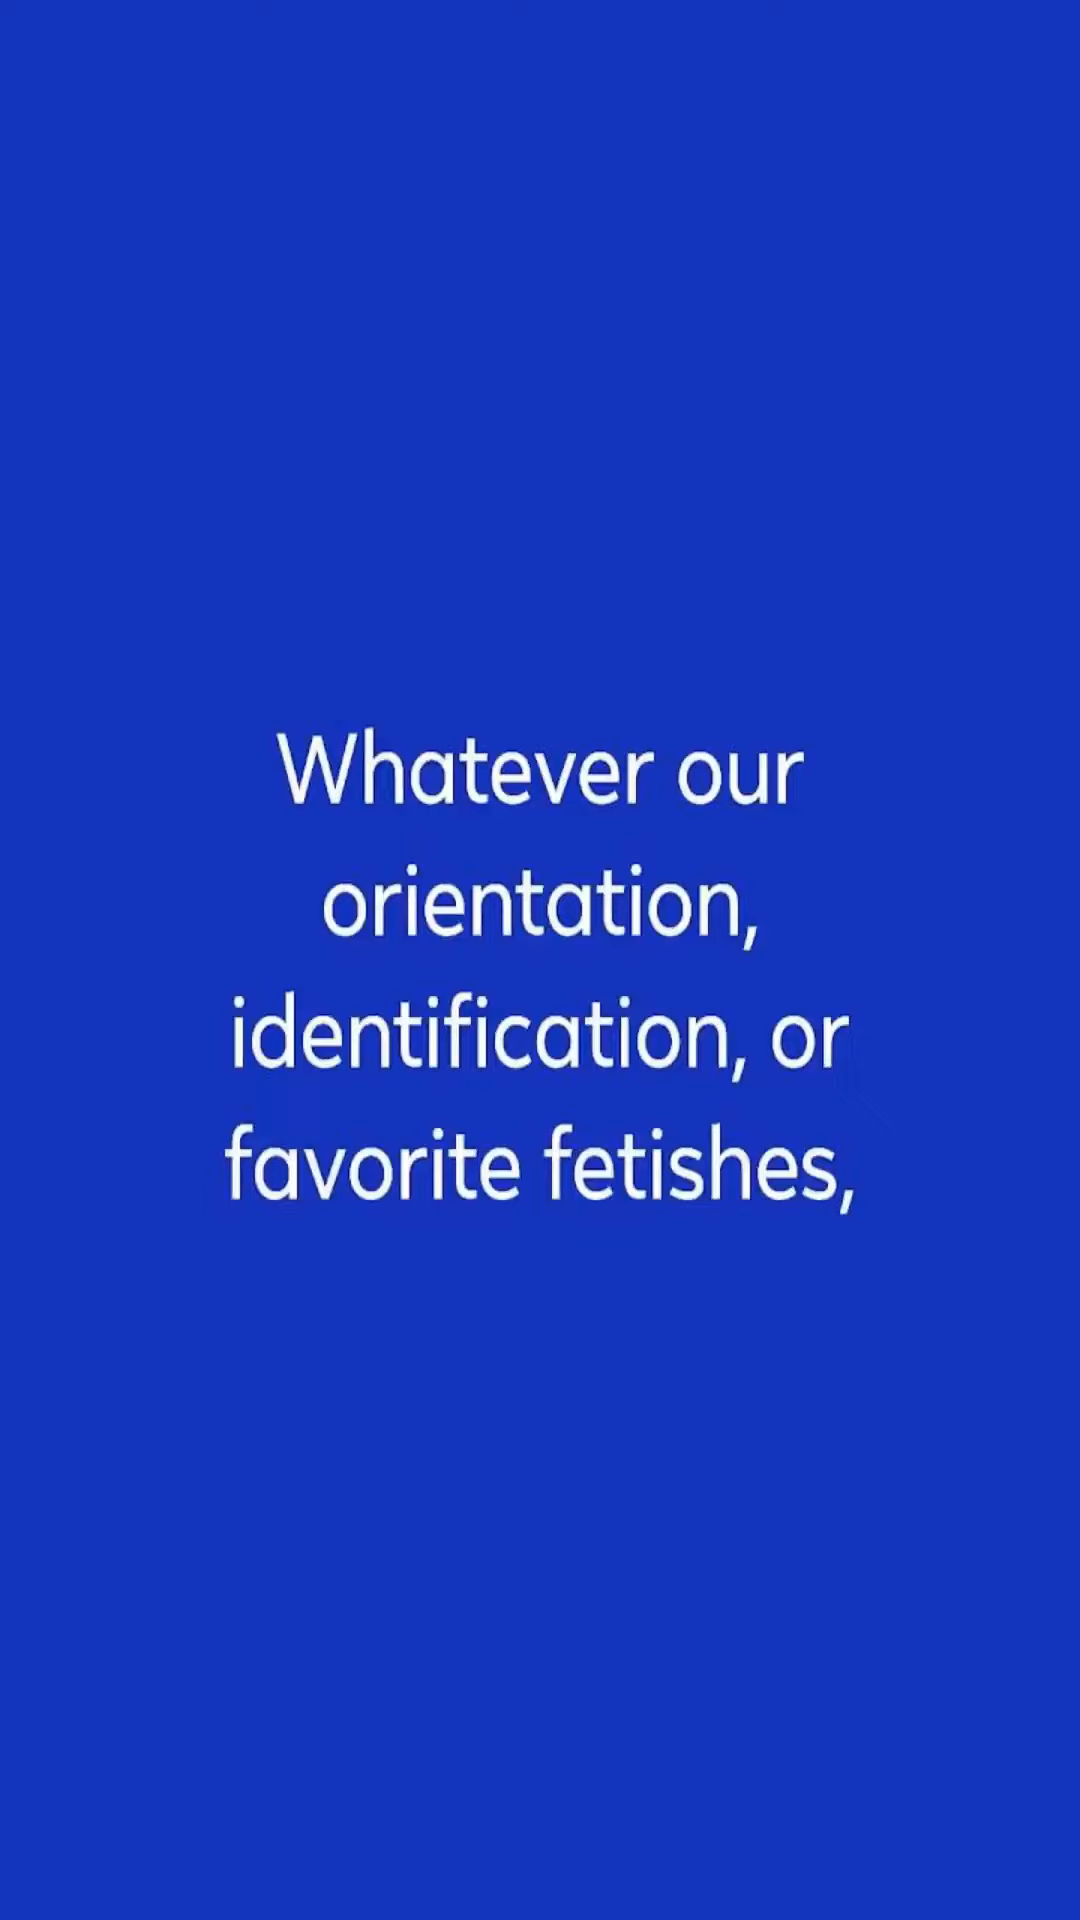 Whatever our
orientation,
identification, or
favorite fetishes,